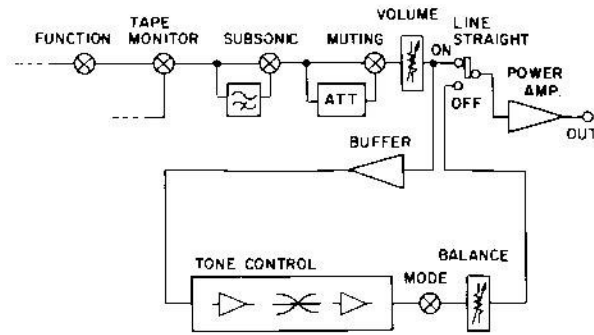 VOLUME
LINE
STRAIGHT
TAPE
MONITOR
FUNCTION
SUBSONIC
MUTING
ON
POWER
AMP.
ATT
OFF
OUT
BUFFER
TONE CONTROL
MODE
BALANCE